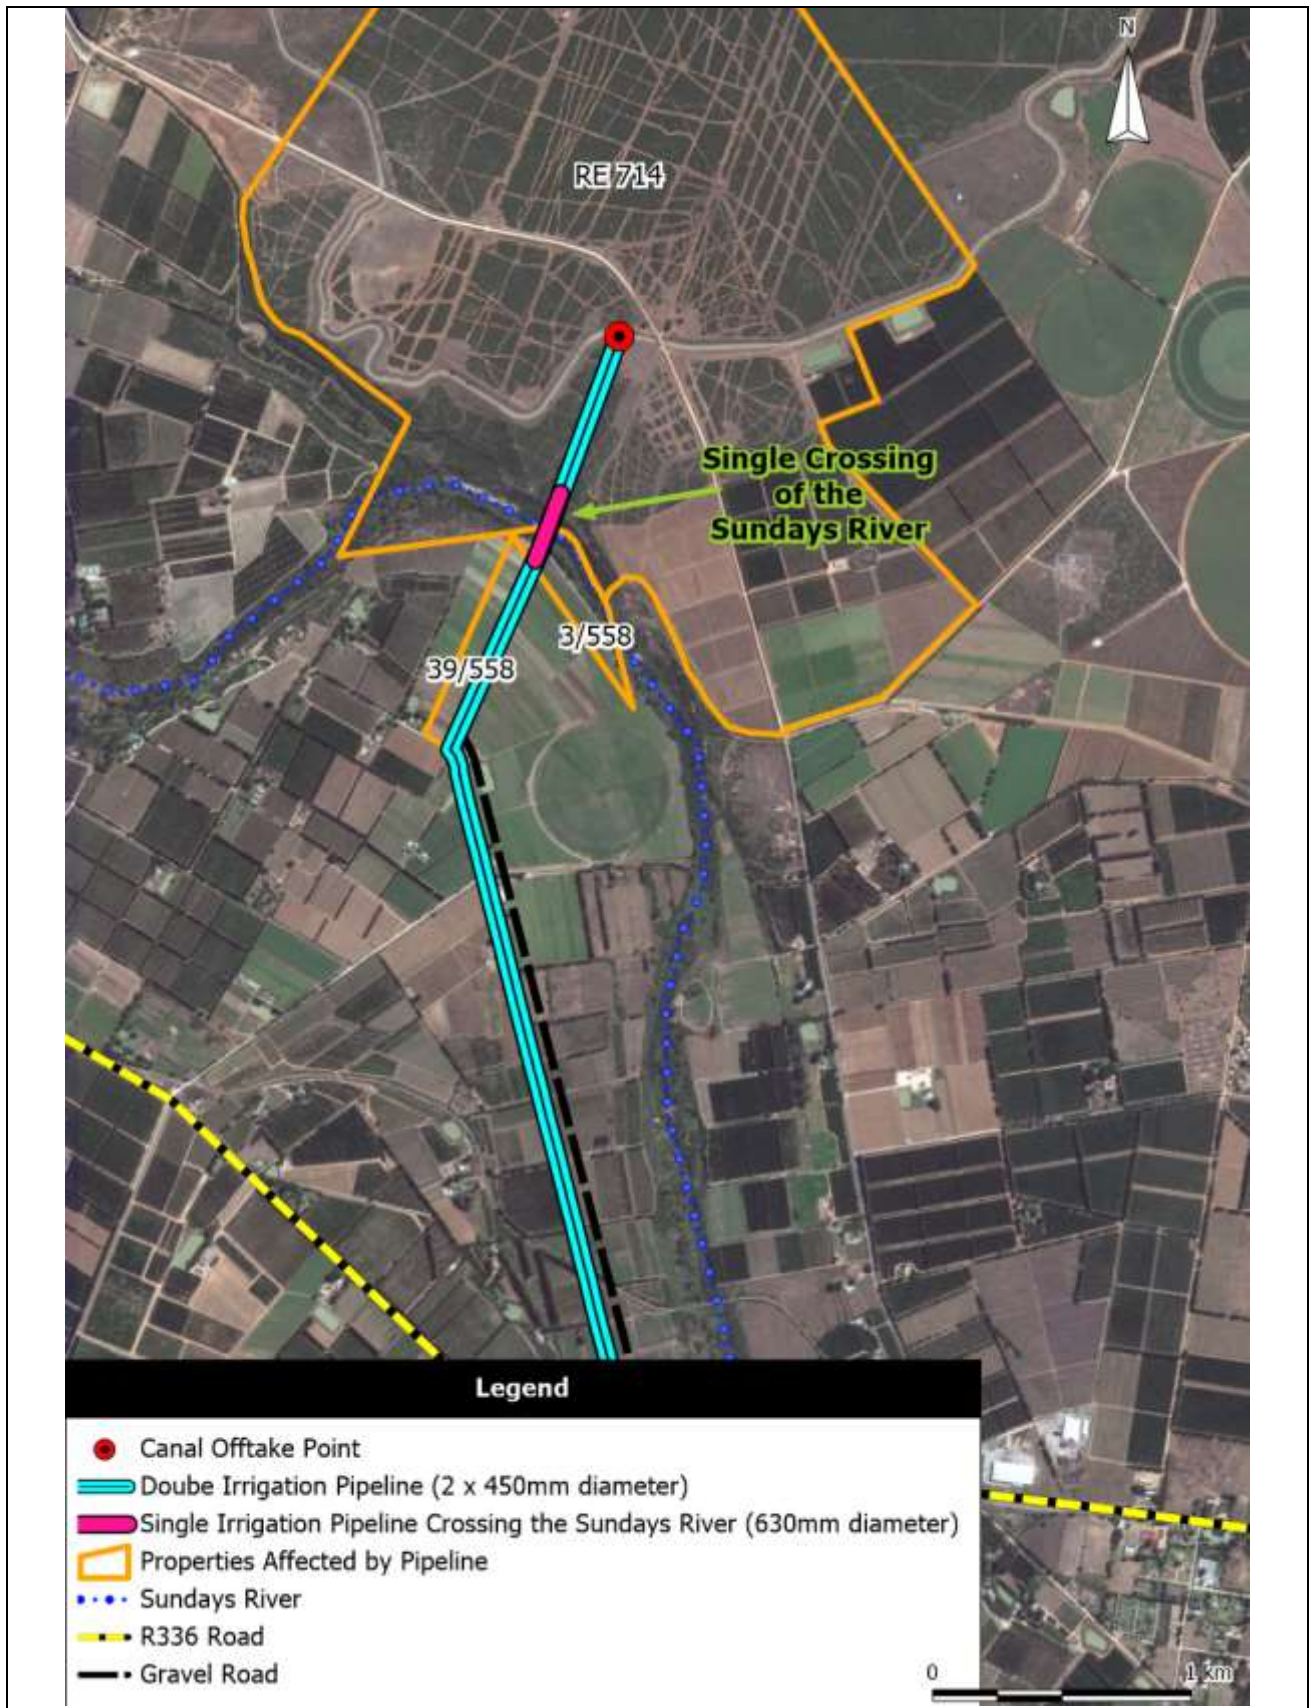 N
RE 714
Single Crossing
of the
Sundays River
3/558
39/558
Legend
Canal Offtake Point
Doube Irrigation Pipeline (2 x 450mm diameter)
Single Irrigation Pipeline Crossing the Sundays River (630mm diameter)
Properties Affected by Pipeline
Sundays River
R336 Road
Gravel Road
0 1 km